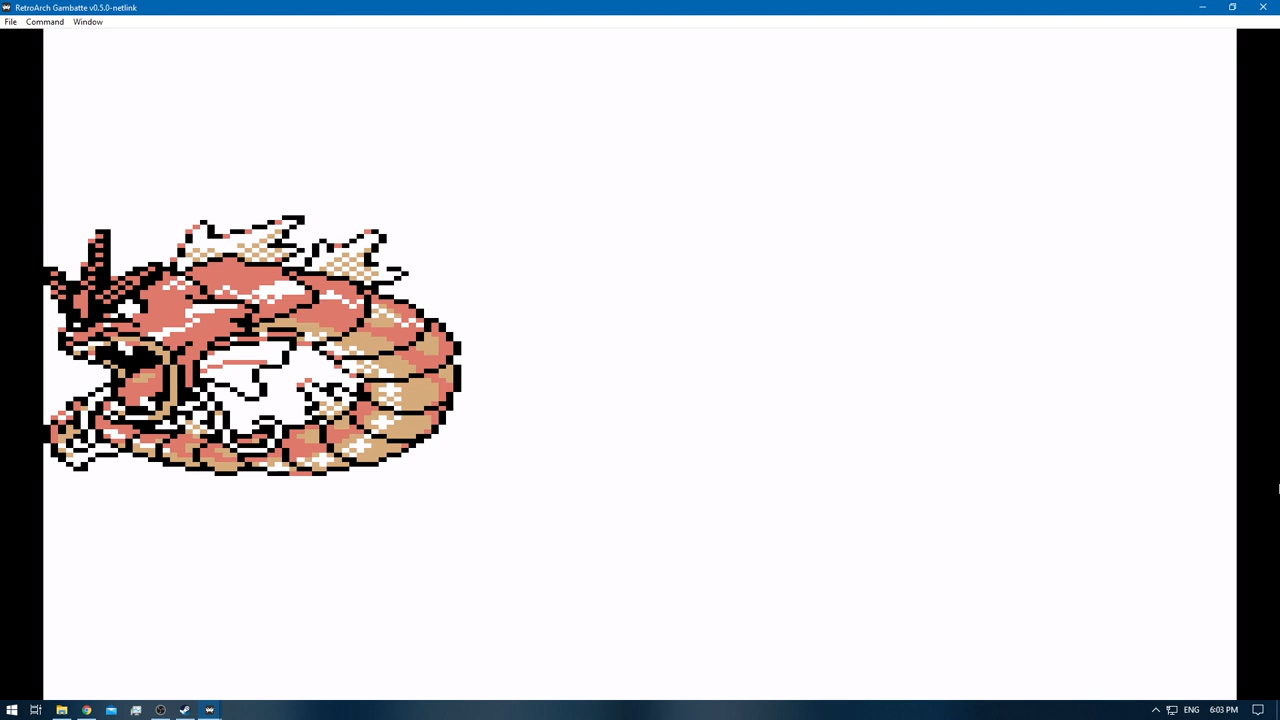 RetroArch Gambatte v0.5.0-netlink
File Command Window
ENG 6:03 PM